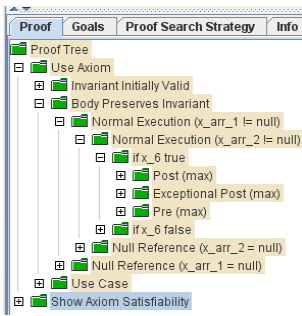 Proof Goals Proof Search Strategy Info
Proof Tree
Use Axiom
Invariant Initially Valid
Body Preserves Invariant
Normal Execution (x_arr_1 != null)
Normal Execution (x_arr_2 != null)
if x_6 true
Post (max)
Exceptional Post (max)
Pre (max)
if x_6 false
Null Reference (x_arr_2 = null)
Null Reference (x_arr_1 = null)
Use Case
Show Axiom Satisfiability